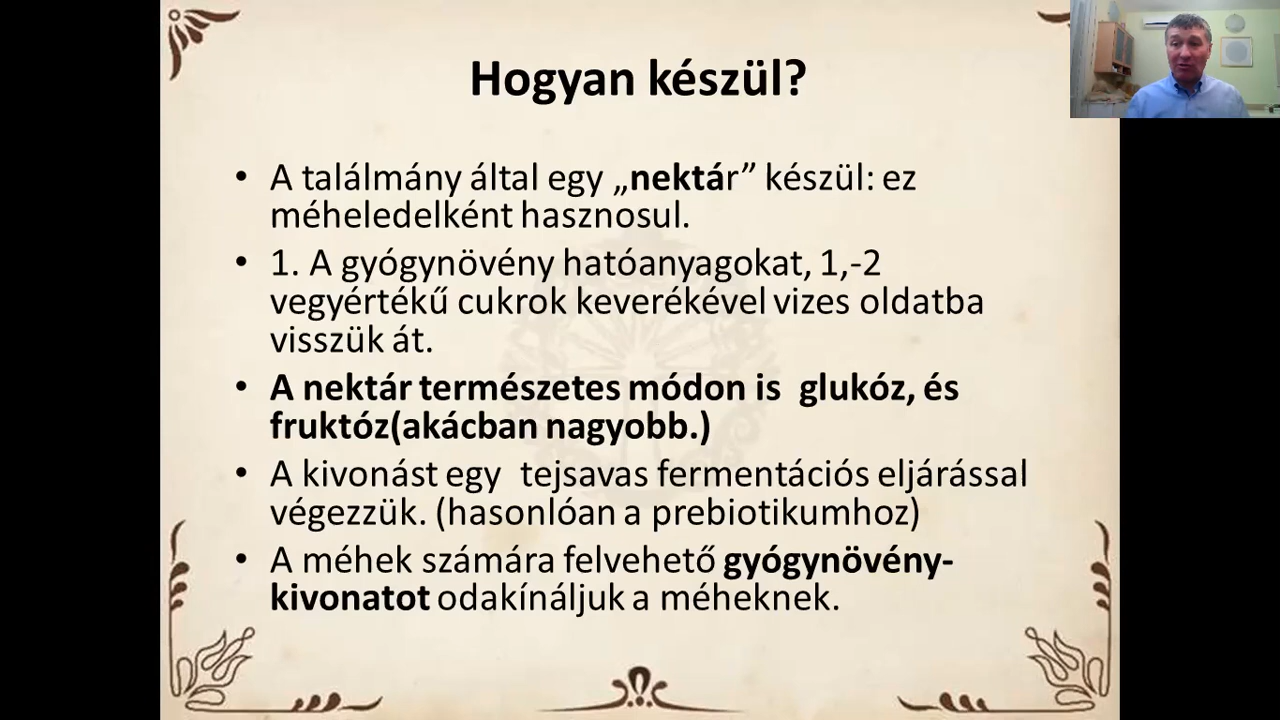 Hogyan készül?
• A találmány által egy „nektár” készül: ez
méheledelként hasznosul.
• 1. A gyógynövény hatóanyagokat, 1,-2
vegyértékű cukrok keverékével vizes oldatba
visszük át.
• A nektár természetes módon is glukóz, és
fruktóz(akácban nagyobb.)
• A kivonást egy tejsavas fermentációs eljárással
végezzük. (hasonlóan a prebiotikumhoz)
• A méhek számára felvehető gyógynövény-
kivonatot odakínáljuk a méheknek.